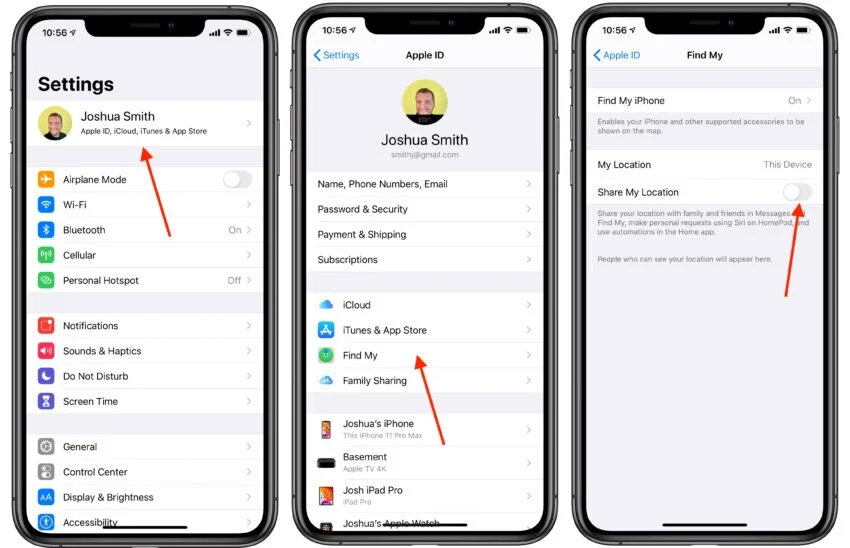 10:56
Settings
Joshua Smith
Apple ID, iCloud, iTunes & App Store
Airplane Mode
Wi-Fi
Bluetooth On
Cellular
Personal Hotspot Off
Notifications
Sounds & Haptics
Do Not Disturb
Screen Time
General
Control Center
AA Display & Brightness
Accessibility
10:56
Settings Apple ID
EDIT
Joshua Smith
smithj@gmail.com
Name, Phone Numbers, Email
Password & Security
Payment & Shipping
Subscriptions
iCloud
iTunes & App Store
Find My
Family Sharing
Joshua's iPhone
This iPhone 11 Pro Max
Basement
Apple TV 4K
Josh iPad Pro
iPad Pro
Joshua's Apple Watch
10:56
Apple ID Find My
Find My iPhone On
Enables your iPhone and other supported accessories to be
shown on the map.
My Location This Device
Share My Location
Share your location with family and friends in Messages
Find My, make personal requests using Siri on HomePod, and
use automations in the Home app.
People who can see your location will appear here.